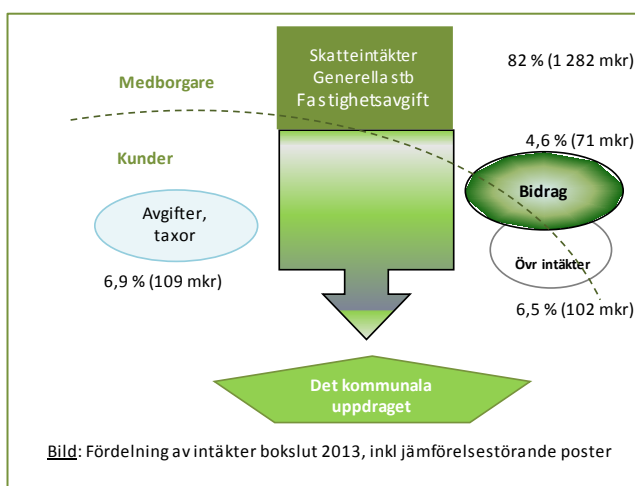 Skatteintäkter
Generella stb
Fastighetsavgift
82 % (1 282 mkr)
Medborgare
4,6 % (71 mkr)
Kunder
Bidrag
Avgifter,
taxor
Övr intäkter
6,9 % (109 mkr)
6,5 % (102 mkr)
Det kommunala
uppdraget
Bild: Fördelning av intäkter bokslut 2013, inkl jämförelsestörande poster